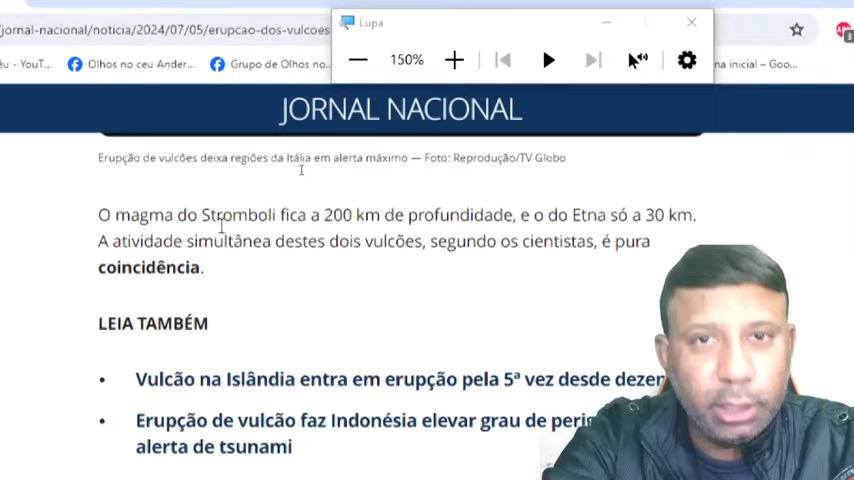 /jornal-nacional/noticia/2024/07/05/erupcao-dos-vulcoes
Lupa
150%
éu - YouT...
Olhos no ceu Ander...
Grupo de Olhos no...
na inicial – Goo...
JORNAL NACIONAL
Erupção de vulcões deixa regiões da Itália em alerta máximo — Foto: Reprodução/TV Globo
O magma do Stromboli fica a 200 km de profundidade, e o do Etna só a 30 km.
A atividade simultânea destes dois vulcões, segundo os cientistas, é pura
coincidência.
LEIA TAMBÉM
• Vulcão na Islândia entra em erupção pela 5ª vez desde dezem
• Erupção de vulcão faz Indonésia elevar grau de perig
alerta de tsunami